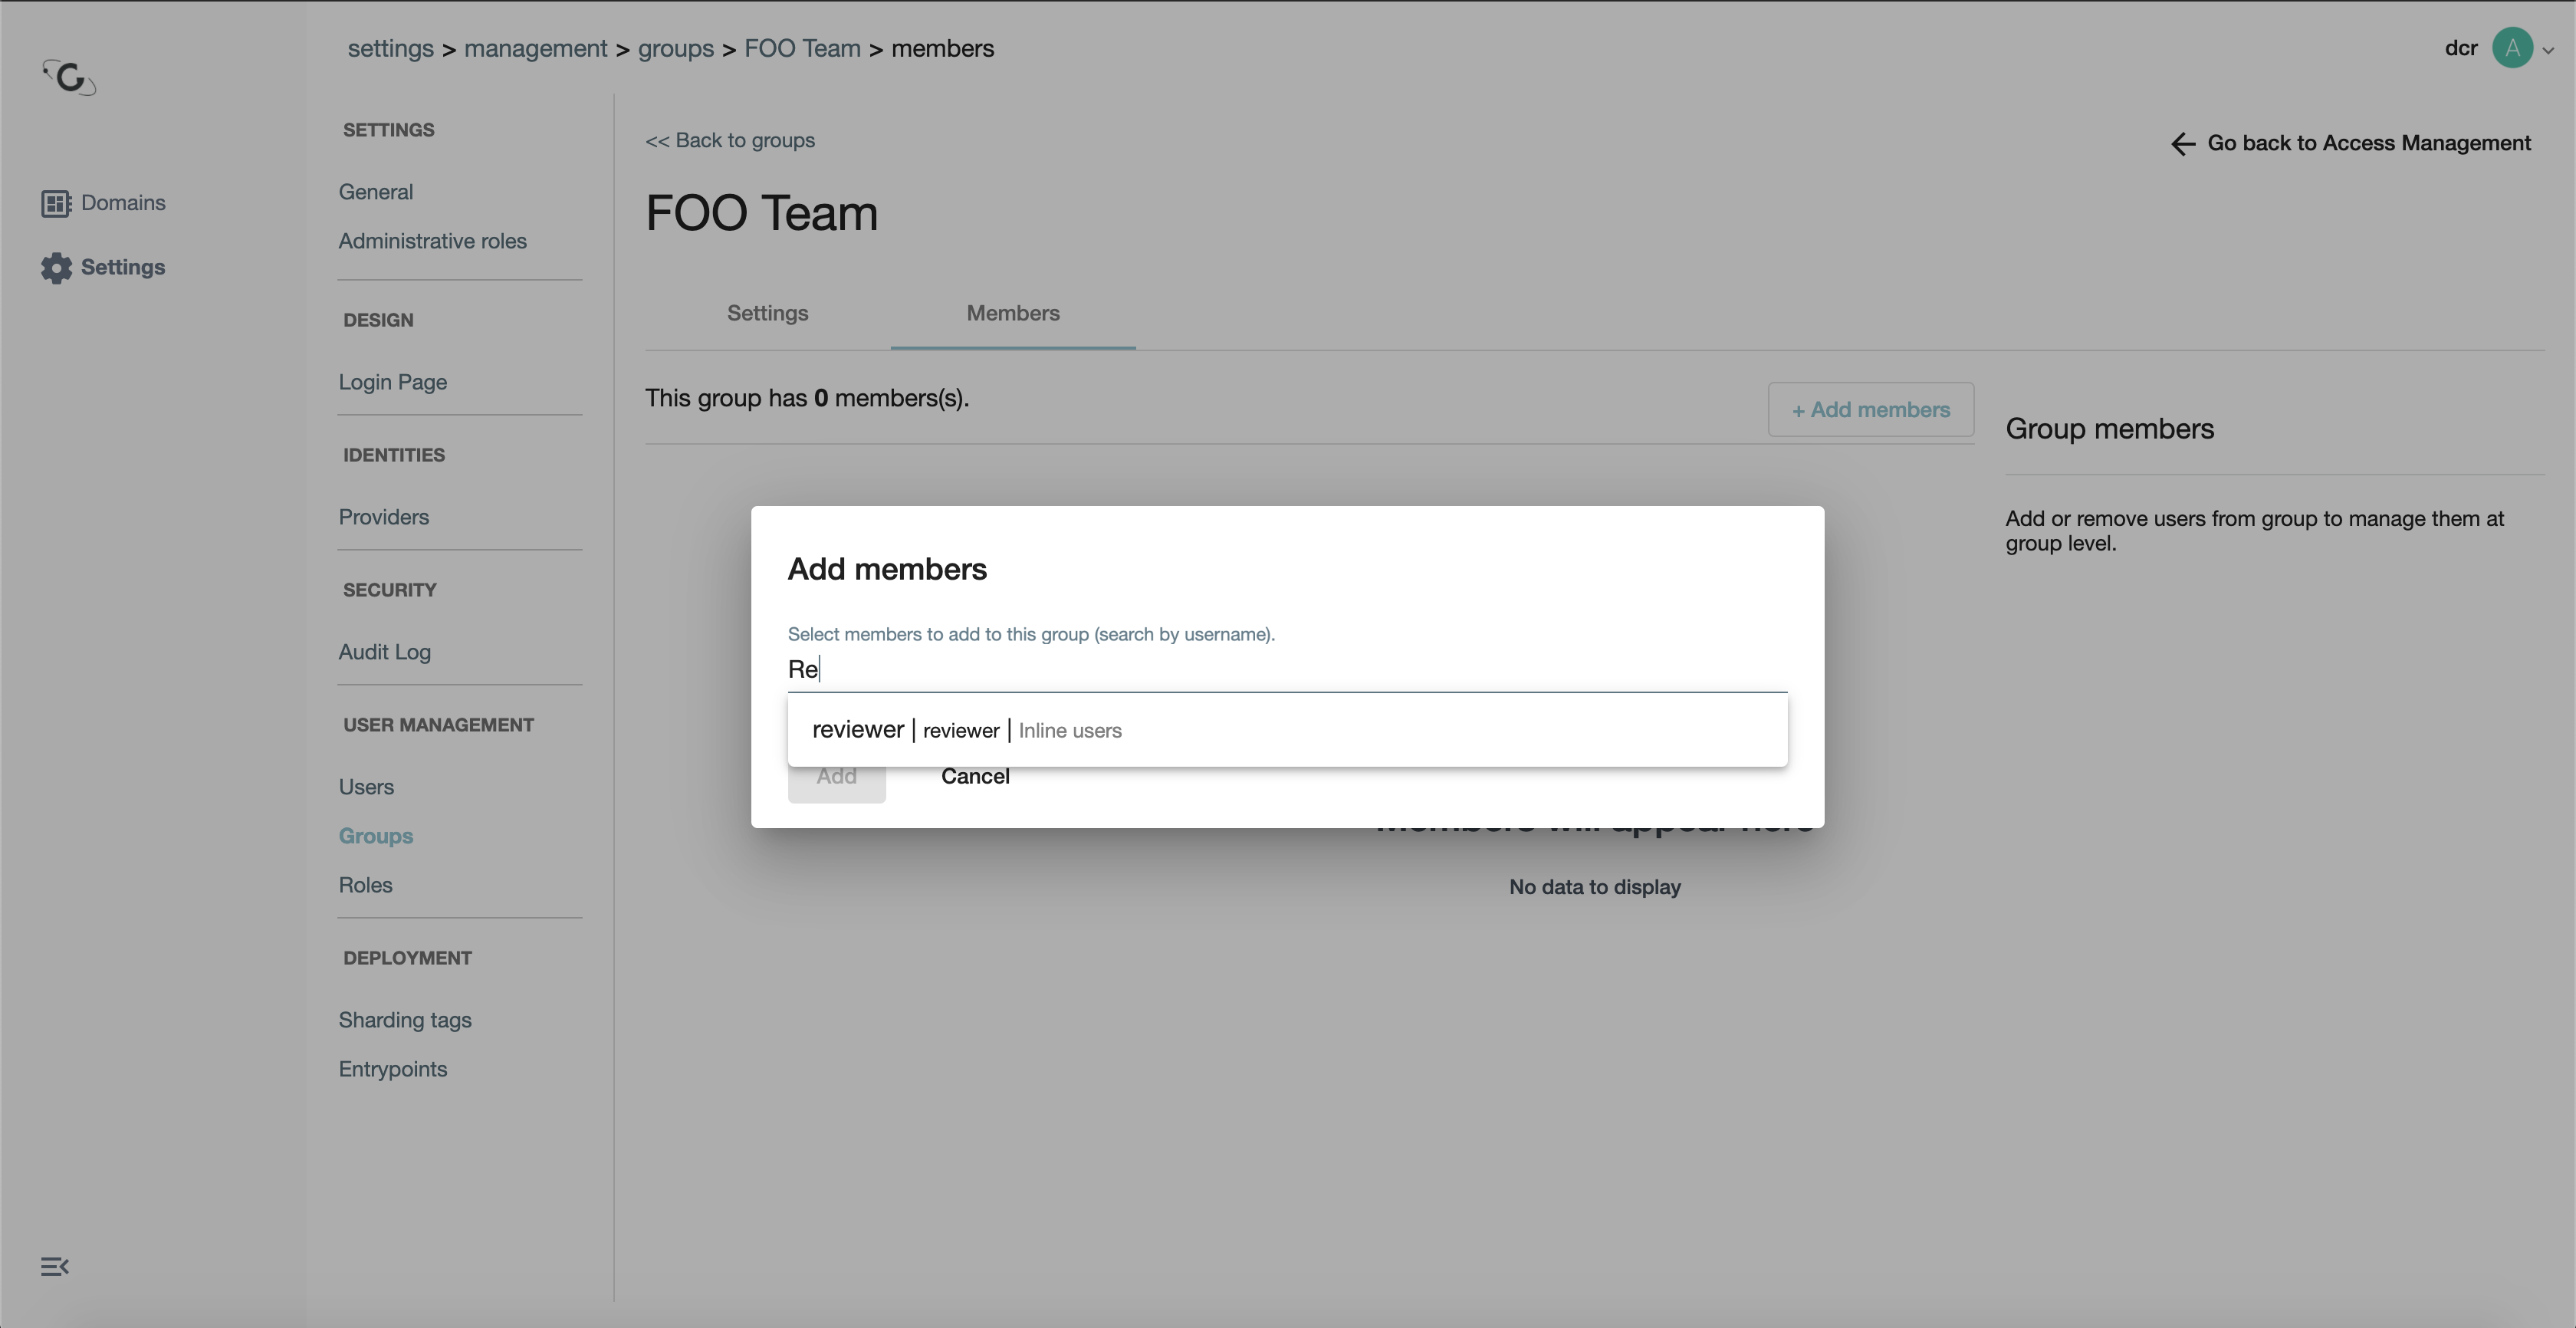 settings > management > groups > FOO Team > members
dcr A
SETTINGS
General
Administrative roles
DESIGN
Login Page
IDENTITIES
Providers
SECURITY
Audit Log
USER MANAGEMENT
Users
Groups
Roles
DEPLOYMENT
Sharding tags
Entrypoints
Domains
Settings
<< Back to groups
Go back to Access Management
FOO Team
Settings Members
This group has 0 members(s).
+ Add members
Group members
Add or remove users from group to manage them at
group level.
Add members
Select members to add to this group (search by username).
Re
reviewer | reviewer | Inline users
Add Cancel
Members will appear here
No data to display